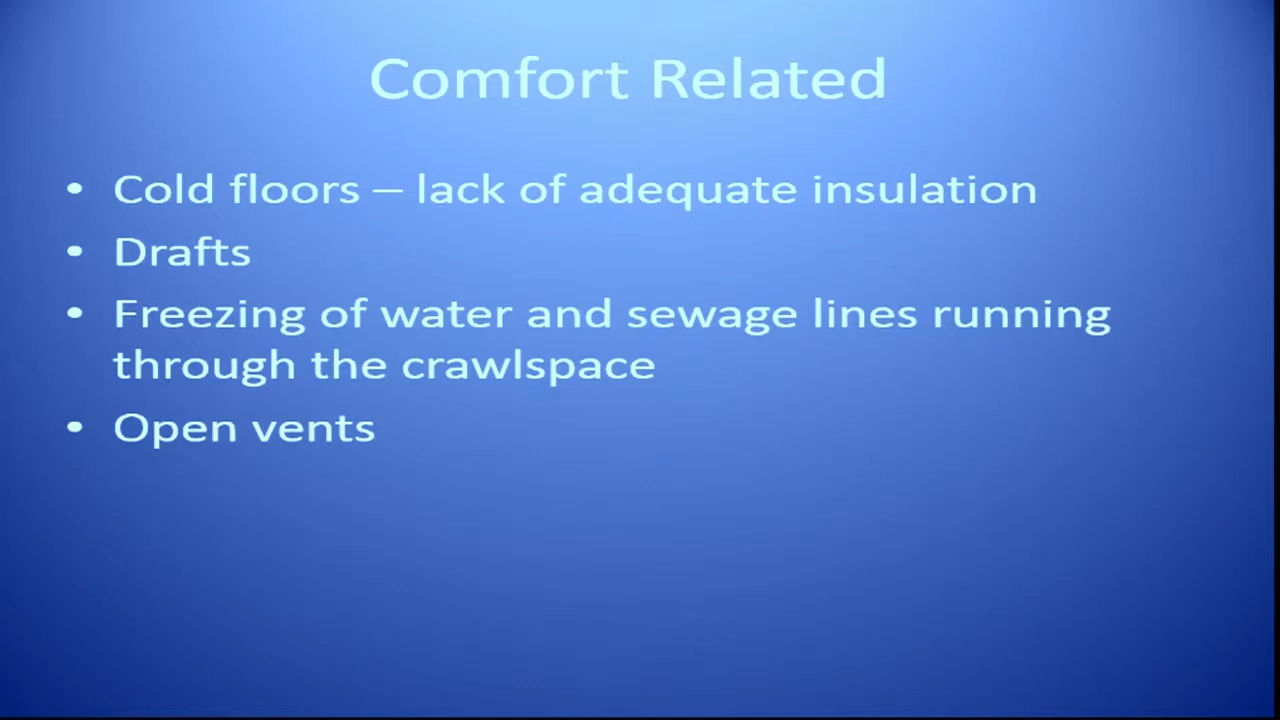 Comfort Related
• Cold floors – lack of adequate insulation
• Drafts
• Freezing of water and sewage lines running
through the crawlspace
• Open vents